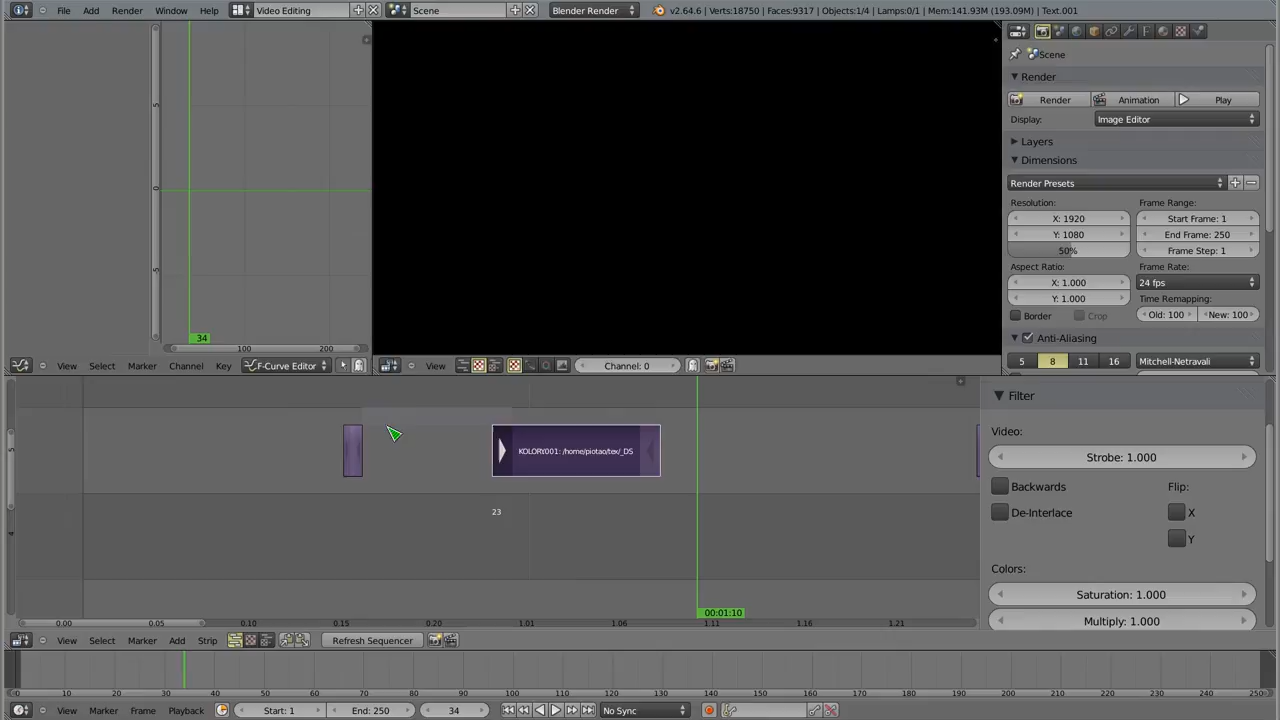 File Add Render Window Help Video Editing Scene Blender Render v2.64.6 | Verts:18750 | Faces:9317 | Objects:1/4 | Lamps:0/1 | Mem:141.93M (193.09M) | Text.001
Scene
Render
Render Animation Play
Display: Image Editor
Layers
Dimensions
Render Presets
Resolution: Frame Range:
X: 1920 Start Frame: 1
Y: 1080 End Frame: 250
50% Frame Step: 1
Aspect Ratio: Frame Rate:
X: 1.000 24 fps
Y: 1.000 Time Remapping:
Border Crop Old: 100 New: 100
Anti-Aliasing
5 8 11 16 Mitchell-Netravali
5
0
-5
34
100 200
View Select Marker Channel Key F-Curve Editor View Channel: 0
5
4
KOLORY001: /home/piotao/tex/_DS
23
00:01:10
0.00 0.05 0.10 0.15 0.20 1.01 1.06 1.11 1.16 1.21
View Select Marker Add Strip Refresh Sequencer
Filter
Video:
Strobe: 1.000
Backwards Flip:
De-Interlace X
Y
Colors:
Saturation: 1.000
Multiply: 1.000
0 10 20 30 40 50 60 70 80 90 100 110 120 130 140 150 160 170 180 190 200 210 220 230 240 250
View Marker Frame Playback Start: 1 End: 250 34 No Sync